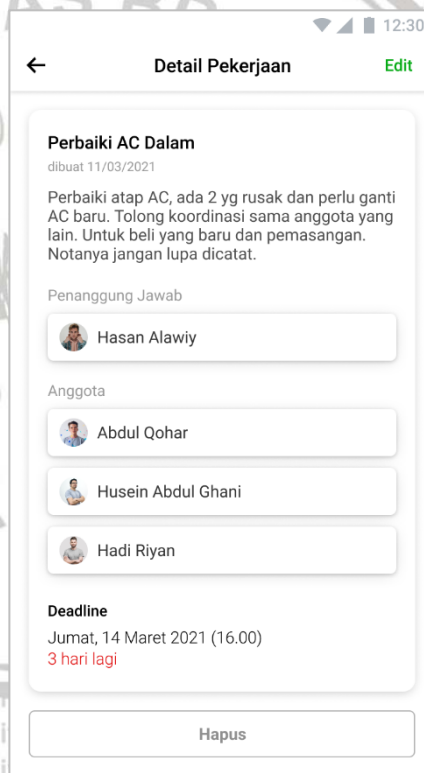 12:30
Detail Pekerjaan
Edit
Perbaiki AC Dalam
dibuat 11/03/2021
Perbaiki atap AC, ada 2 yg rusak dan perlu ganti
AC baru. Tolong koordinasi sama anggota yang
lain. Untuk beli yang baru dan pemasangan.
Notanya jangan lupa dicatat.
Penanggung Jawab
Hasan Alawiy
Anggota
Abdul Qohar
Husein Abdul Ghani
Hadi Riyan
Deadline
Jumat, 14 Maret 2021 (16.00)
3 hari lagi
Hapus